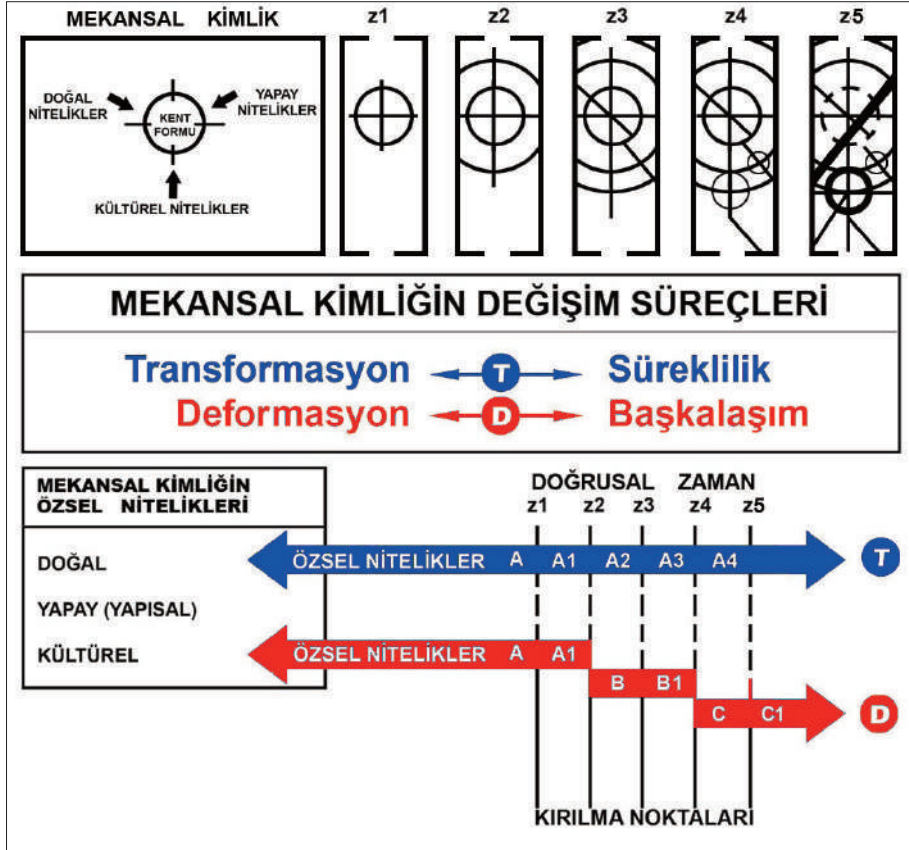 MEKANSAL KİMLİK z1 z2 z3 z4 z5
DOĞAL
NİTELİKLER
YAPAY
NİTELİKLER
KENT
FORMU
KÜLTÜREL NİTELİKLER
MEKANSAL KİMLİĞİN DEĞİŞİM SÜREÇLERİ
Transformasyon T Süreklilik
Deformasyon D Başkalaşım
MEKANSAL KİMLİĞİN
ÖZSEL NİTELİKLERİ
DOĞRUSAL ZAMAN
z1 z2 z3 z4 z5
DOĞAL
ÖZSEL NİTELİKLER A A1 A2 A3 A4 T
YAPAY (YAPISAL)
KÜLTÜREL
ÖZSEL NİTELİKLER A A1
B B1
C C1 D
KIRILMA NOKTALARI